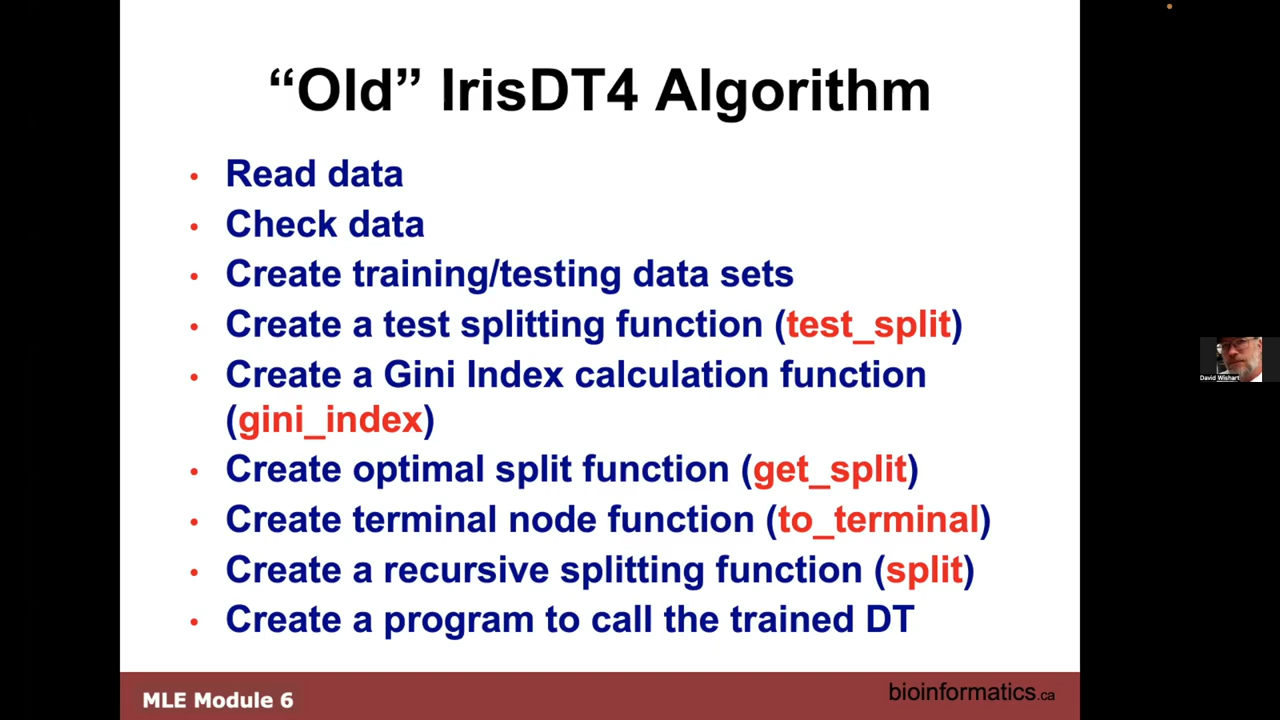 “Old” IrisDT4 Algorithm
• Read data
• Check data
• Create training/testing data sets
• Create a test splitting function (test_split)
• Create a Gini Index calculation function
(gini_index)
• Create optimal split function (get_split)
• Create terminal node function (to_terminal)
• Create a recursive splitting function (split)
• Create a program to call the trained DT
David Wishart
MLE Module 6
bioinformatics.ca